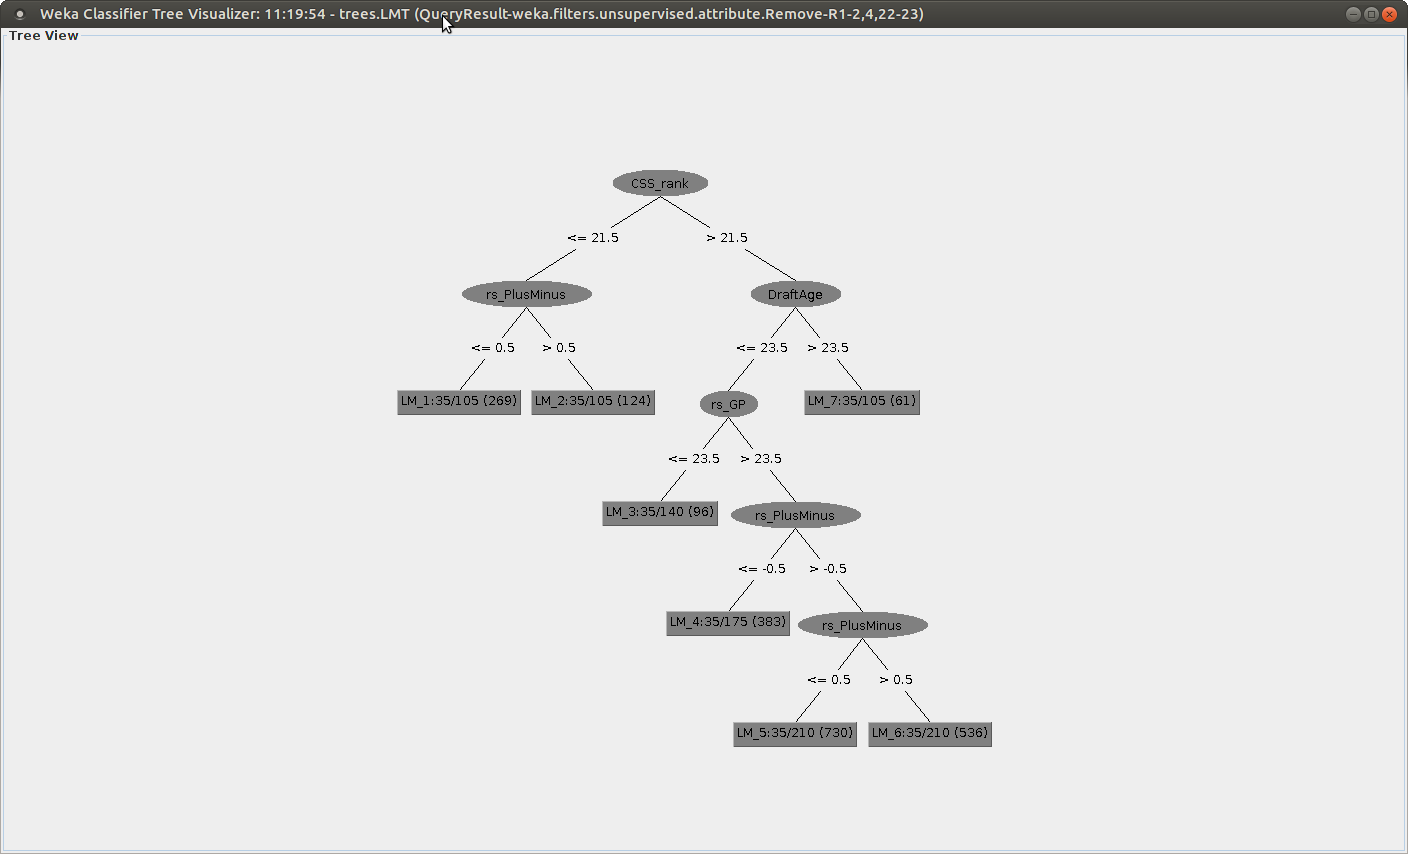 Weka Classifier Tree Visualizer: 11:19:54 - trees.LMT (QueryResult-weka.filters.unsupervised.attribute.Remove-R1-2,4,22-23)
Tree View
CSS_rank
<= 21.5
> 21.5
rs_PlusMinus
DraftAge
<= 0.5
> 0.5
<= 23.5
> 23.5
LM_1:35/105 (269)
LM_2:35/105 (124)
rs_GP
LM_7:35/105 (61)
<= 23.5
> 23.5
LM_3:35/140 (96)
rs_PlusMinus
<= -0.5
> -0.5
LM_4:35/175 (383)
rs_PlusMinus
<= 0.5
> 0.5
LM_5:35/210 (730)
LM_6:35/210 (536)